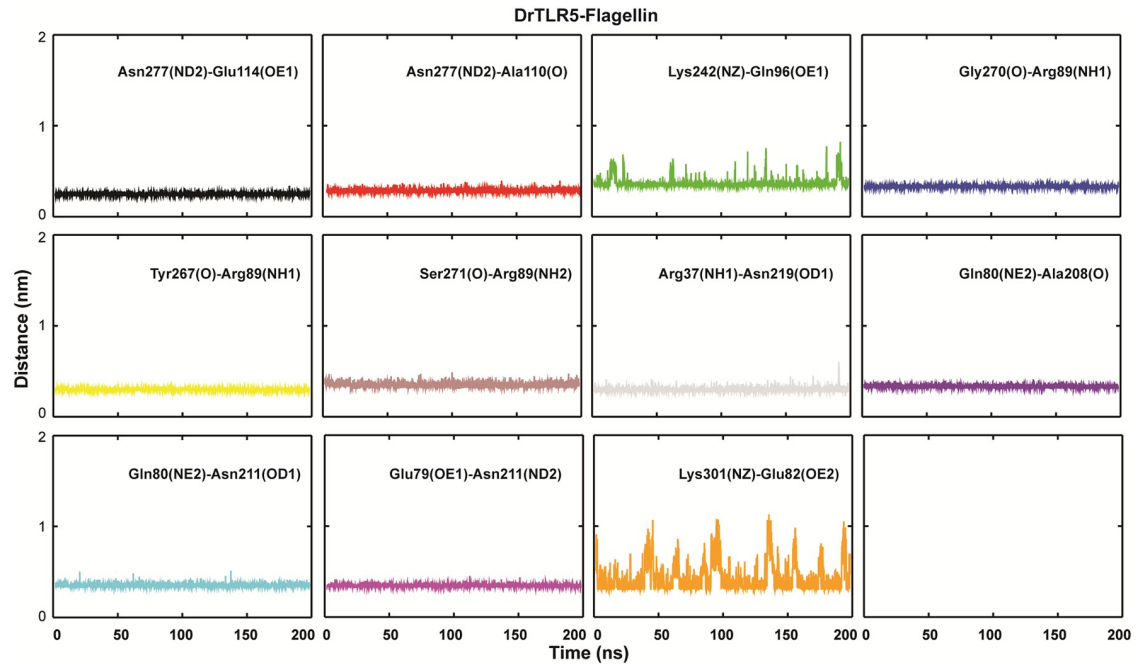 DrTLR5-Flagellin
2
Asn277(ND2)-Glu114(OE1)
Asn277(ND2)-Ala110(O)
Lys242(NZ)-Gln96(OE1)
Gly270(O)-Arg89(NH1)
1
0
2
Tyr267(O)-Arg89(NH1)
Ser271(O)-Arg89(NH2)
Arg37(NH1)-Asn219(OD1)
Gln80(NE2)-Ala208(O)
Distance (nm)
1
0
2
Gln80(NE2)-Asn211(OD1)
Glu79(OE1)-Asn211(ND2)
Lys301(NZ)-Glu82(OE2)
1
0
0 50 100 150 200 0 50 100 150 200 0 50 100 150 200 0 50 100 150 200
Time (ns)